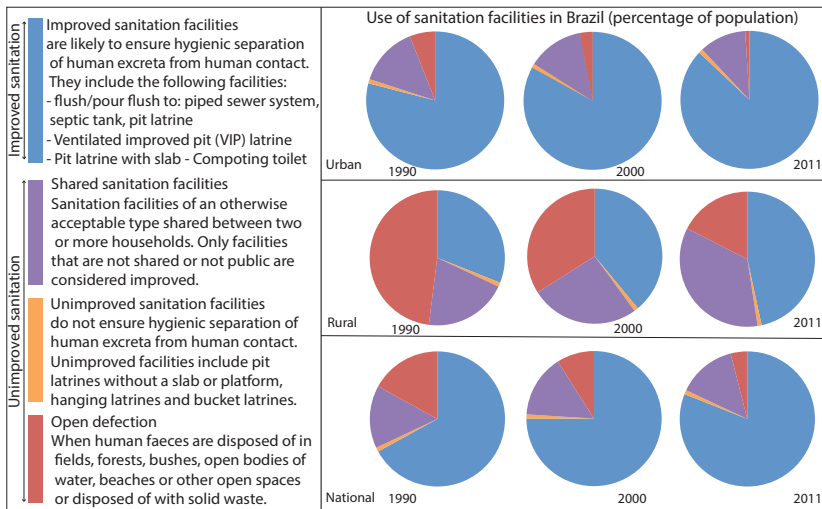 Improved sanitation
Improved sanitation facilities
are likely to ensure hygienic separation
of human excreta from human contact.
They include the following facilities:
- flush/pour flush to: piped sewer system,
septic tank, pit latrine
- Ventilated improved pit (VIP) latrine
- Pit latrine with slab - Compoting toilet
Unimproved sanitation
Shared sanitation facilities
Sanitation facilities of an otherwise
acceptable type shared between two
or more households. Only facilities
that are not shared or not public are
considered improved.
Unimproved sanitation facilities
do not ensure hygienic separation of
human excreta from human contact.
Unimproved facilities include pit
latrines without a slab or platform,
hanging latrines and bucket latrines.
Open defection
When human faeces are disposed of in
fields, forests, bushes, open bodies of
water, beaches or other open spaces
or disposed of with solid waste.
Use of sanitation facilities in Brazil (percentage of population)
Urban 1990 2000 2011
Rural 1990 2000 2011
National 1990 2000 2011